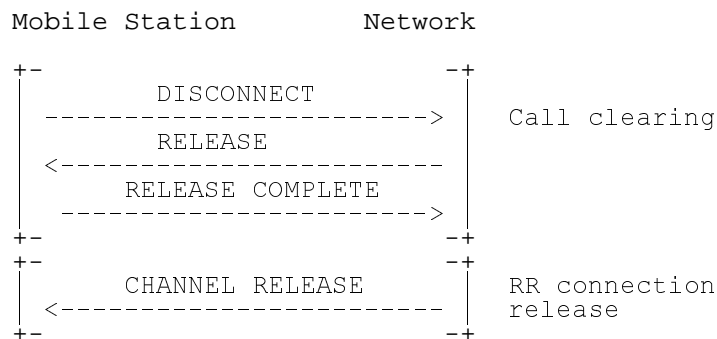 Mobile Station Network
DISCONNECT
Call clearing
RELEASE
RELEASE COMPLETE
CHANNEL RELEASE RR connection
release